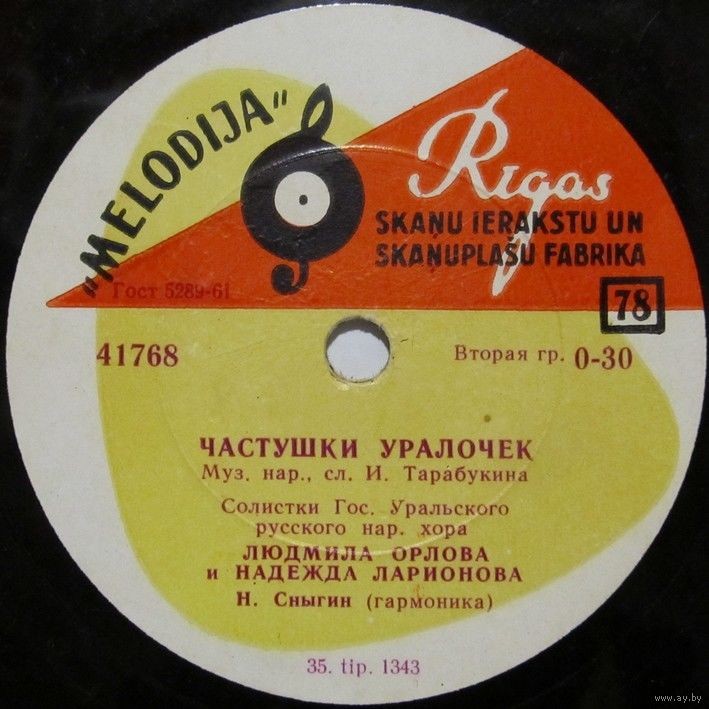 „MELODIJA"
Rīgas
SKAŅU IERAKSTU UN
SKAŅUPLAŠU FABRIKA
Гост 5289-61
78
41768
Вторая гр. 0-30
ЧАСТУШКИ УРАЛОЧЕК
Муз. нар., сл. И. Тарабукина
Солистки Гос. Уральского
русского нар. хора
ЛЮДМИЛА ОРЛОВА
и НАДЕЖДА ЛАРИОНОВА
Н. Сныгин (гармоника)
35. tip. 1343
www.ay.by